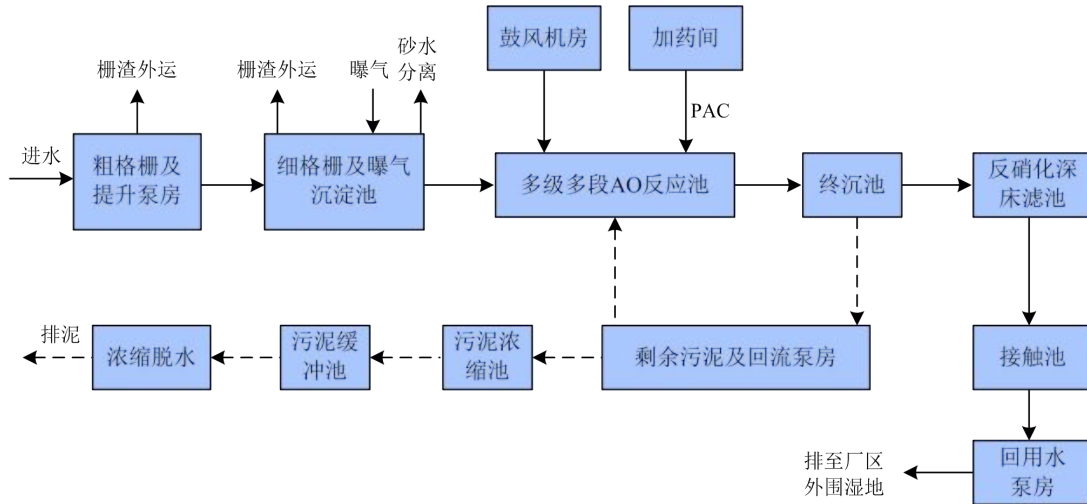 鼓风机房
加药间
砂水
分离
栅渣外运
栅渣外运
曝气
PAC
进水
粗格栅及
提升泵房
细格栅及曝气
沉淀池
多级多段AO反应池
终沉池
反硝化深
床滤池
排泥
浓缩脱水
污泥缓
冲池
污泥浓
缩池
剩余污泥及回流泵房
接触池
排至厂区
外围湿地
回用水
泵房